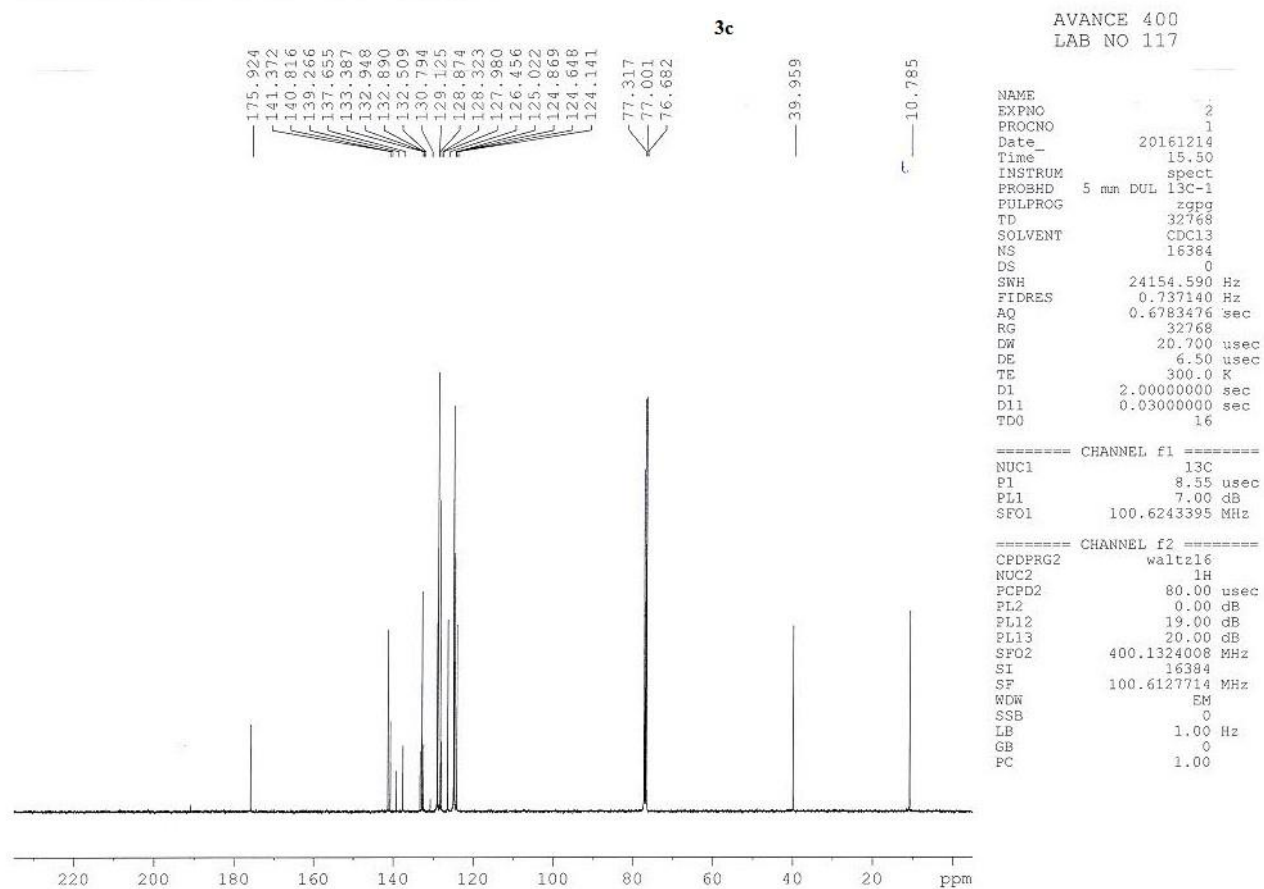 3c
AVANCE 400
LAB NO 117
175.924
141.372
140.816
139.266
137.655
133.387
132.948
132.890
132.509
130.794
129.125
128.874
128.323
127.980
126.456
125.022
124.869
124.648
124.141
77.317
77.001
76.682
39.959
10.785
NAME
EXPNO 2
PROCNO 1
Date_ 20161214
Time 15.50
INSTRUM spect
PROBHD 5 mm DUL 13C-1
PULPROG zgpg
TD 32768
SOLVENT CDCl3
NS 16384
DS 0
SWH 24154.590 Hz
FIDRES 0.737140 Hz
AQ 0.6783476 sec
RG 32768
DW 20.700 usec
DE 6.50 usec
TE 300.0 K
D1 2.00000000 sec
D11 0.03000000 sec
TD0 16
======== CHANNEL f1 ========
NUC1 13C
P1 8.55 usec
PL1 7.00 dB
SFO1 100.6243395 MHz
======== CHANNEL f2 ========
CPDPRG2 waltz16
NUC2 1H
PCPD2 80.00 usec
PL2 0.00 dB
PL12 19.00 dB
PL13 20.00 dB
SFO2 400.1324008 MHz
SI 16384
SF 100.6127714 MHz
WDW EM
SSB 0
LB 1.00 Hz
GB 0
PC 1.00
220 200 180 160 140 120 100 80 60 40 20 ppm